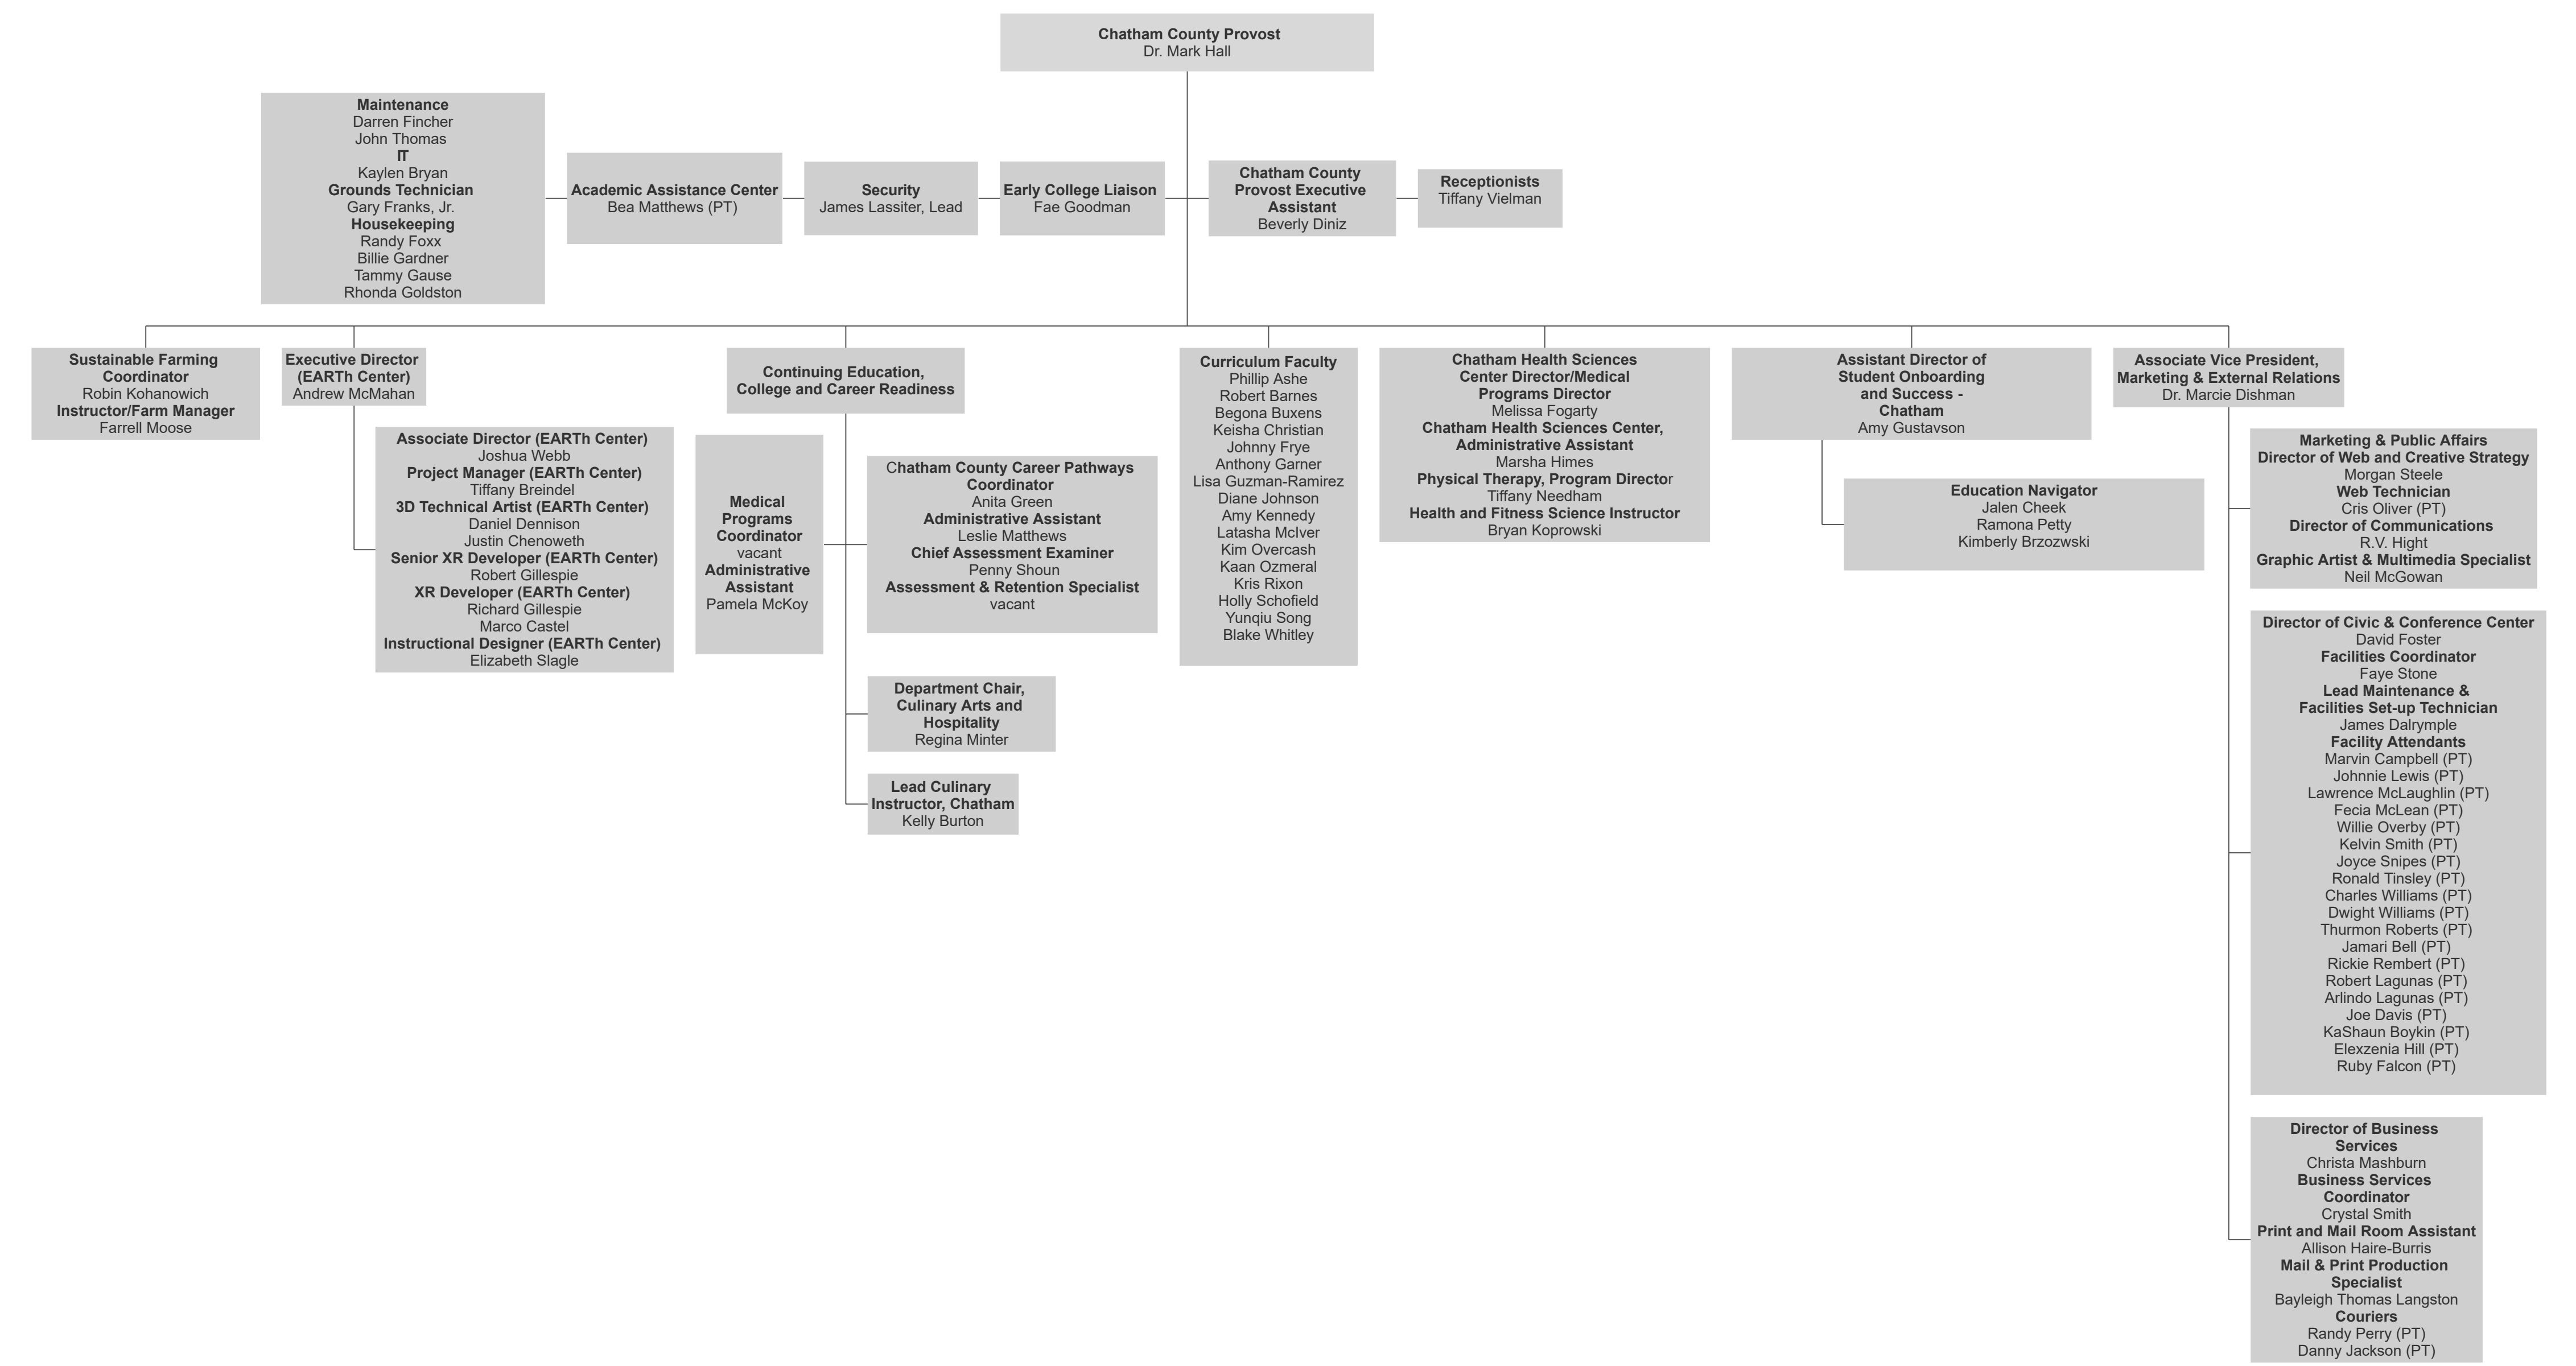 Chatham County Provost
Dr. Mark Hall
Maintenance
Darren Fincher
John Thomas
IT
Kaylen Bryan
Grounds Technician
Gary Franks, Jr.
Housekeeping
Randy Foxx
Billie Gardner
Tammy Gause
Rhonda Goldston
Academic Assistance Center
Bea Matthews (PT)
Security
James Lassiter, Lead
Early College Liaison
Fae Goodman
Chatham County
Provost Executive
Assistant
Beverly Diniz
Receptionists
Tiffany Vielman
Sustainable Farming
Coordinator
Robin Kohanowich
Instructor/Farm Manager
Farrell Moose
Executive Director
(EARTh Center)
Andrew McMahan
Associate Director (EARTh Center)
Joshua Webb
Project Manager (EARTh Center)
Tiffany Breindel
3D Technical Artist (EARTh Center)
Daniel Dennison
Justin Chenoweth
Senior XR Developer (EARTh Center)
Robert Gillespie
XR Developer (EARTh Center)
Richard Gillespie
Marco Castel
Instructional Designer (EARTh Center)
Elizabeth Slagle
Continuing Education,
College and Career Readiness
Medical
Programs
Coordinator
vacant
Administrative
Assistant
Pamela McKoy
Chatham County Career Pathways
Coordinator
Anita Green
Administrative Assistant
Leslie Matthews
Chief Assessment Examiner
Penny Shoun
Assessment & Retention Specialist
vacant
Department Chair,
Culinary Arts and
Hospitality
Regina Minter
Lead Culinary
Instructor, Chatham
Kelly Burton
Curriculum Faculty
Phillip Ashe
Robert Barnes
Begona Buxens
Keisha Christian
Johnny Frye
Anthony Garner
Lisa Guzman-Ramirez
Diane Johnson
Amy Kennedy
Latasha McIver
Kim Overcash
Kaan Ozmeral
Kris Rixon
Holly Schofield
Yunqiu Song
Blake Whitley
Chatham Health Sciences
Center Director/Medical
Programs Director
Melissa Fogarty
Chatham Health Sciences Center,
Administrative Assistant
Marsha Himes
Physical Therapy, Program Director
Tiffany Needham
Health and Fitness Science Instructor
Bryan Koprowski
Assistant Director of
Student Onboarding
and Success -
Chatham
Amy Gustavson
Education Navigator
Jalen Cheek
Ramona Petty
Kimberly Brzozwski
Associate Vice President,
Marketing & External Relations
Dr. Marcie Dishman
Marketing & Public Affairs
Director of Web and Creative Strategy
Morgan Steele
Web Technician
Cris Oliver (PT)
Director of Communications
R.V. Hight
Graphic Artist & Multimedia Specialist
Neil McGowan
Director of Civic & Conference Center
David Foster
Facilities Coordinator
Faye Stone
Lead Maintenance &
Facilities Set-up Technician
James Dalrymple
Facility Attendants
Marvin Campbell (PT)
Johnnie Lewis (PT)
Lawrence McLaughlin (PT)
Fecia McLean (PT)
Willie Overby (PT)
Kelvin Smith (PT)
Joyce Snipes (PT)
Ronald Tinsley (PT)
Charles Williams (PT)
Dwight Williams (PT)
Thurmon Roberts (PT)
Jamari Bell (PT)
Rickie Rembert (PT)
Robert Lagunas (PT)
Arlindo Lagunas (PT)
Joe Davis (PT)
KaShaun Boykin (PT)
Elexzenia Hill (PT)
Ruby Falcon (PT)
Director of Business
Services
Christa Mashburn
Business Services
Coordinator
Crystal Smith
Print and Mail Room Assistant
Allison Haire-Burris
Mail & Print Production
Specialist
Bayleigh Thomas Langston
Couriers
Randy Perry (PT)
Danny Jackson (PT)